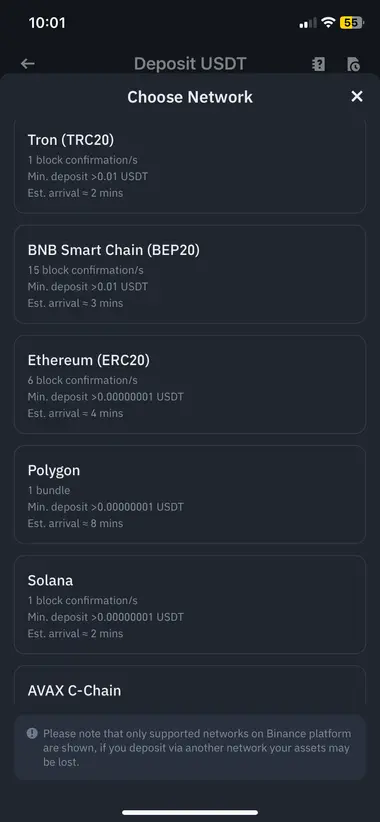 10:01
55
Deposit USDT
Choose Network
Tron (TRC20)
1 block confirmation/s
Min. deposit >0.01 USDT
Est. arrival ≈ 2 mins
BNB Smart Chain (BEP20)
15 block confirmation/s
Min. deposit >0.01 USDT
Est. arrival ≈ 3 mins
Ethereum (ERC20)
6 block confirmation/s
Min. deposit >0.00000001 USDT
Est. arrival ≈ 4 mins
Polygon
1 bundle
Min. deposit >0.00000001 USDT
Est. arrival ≈ 8 mins
Solana
1 block confirmation/s
Min. deposit >0.00000001 USDT
Est. arrival ≈ 2 mins
AVAX C-Chain
Please note that only supported networks on Binance platform
are shown, if you deposit via another network your assets may
be lost.